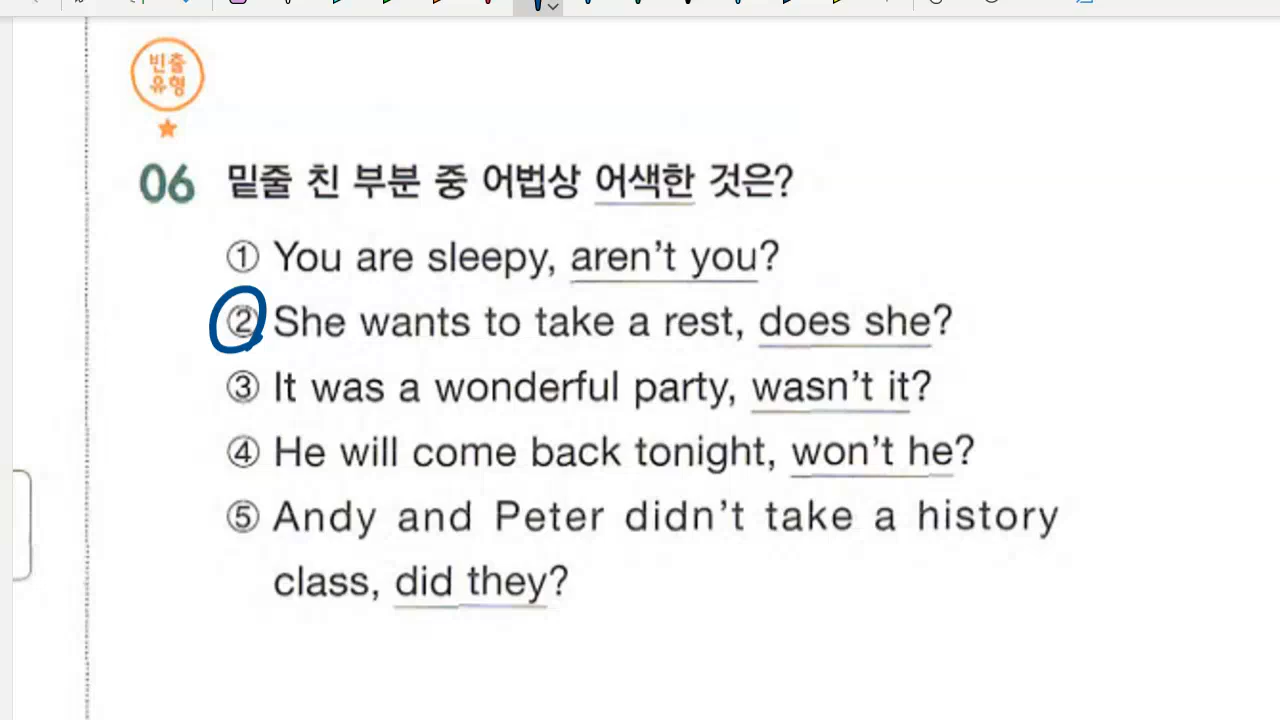 빈출
유형
06 밑줄 친 부분 중 어법상 어색한 것은?
① You are sleepy, aren't you?
② She wants to take a rest, does she?
③ It was a wonderful party, wasn't it?
④ He will come back tonight, won't he?
⑤ Andy and Peter didn't take a history
class, did they?